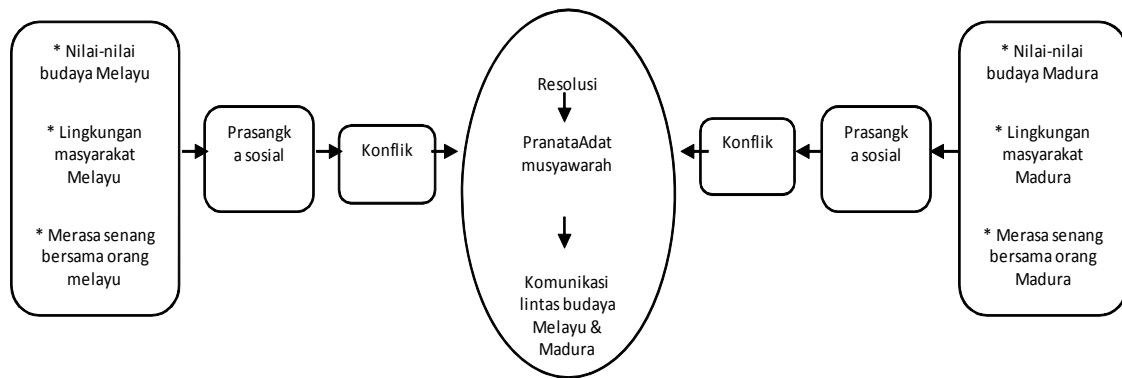 * Nilai-nilai
budaya Melayu
* Lingkungan
masyarakat
Melayu
* Merasa senang
bersama orang
melayu
Prasangk
a sosial
Konflik
Resolusi
PranataAdat
musyawarah
Komunikasi
lintas budaya
Melayu &
Madura
Konflik
Prasangk
a sosial
* Nilai-nilai
budaya Madura
* Lingkungan
masyarakat
Madura
* Merasa senang
bersama orang
Madura